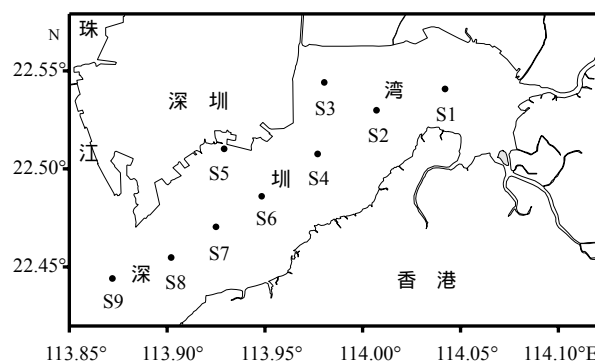 珠
N
22.55°
深 圳
湾
S3
S2
S1
江
22.50°
S5
圳
S4
S6
S7
22.45°
深
S8
香 港
S9
113.85°
113.90°
113.95°
114.00°
114.05°
114.10°E